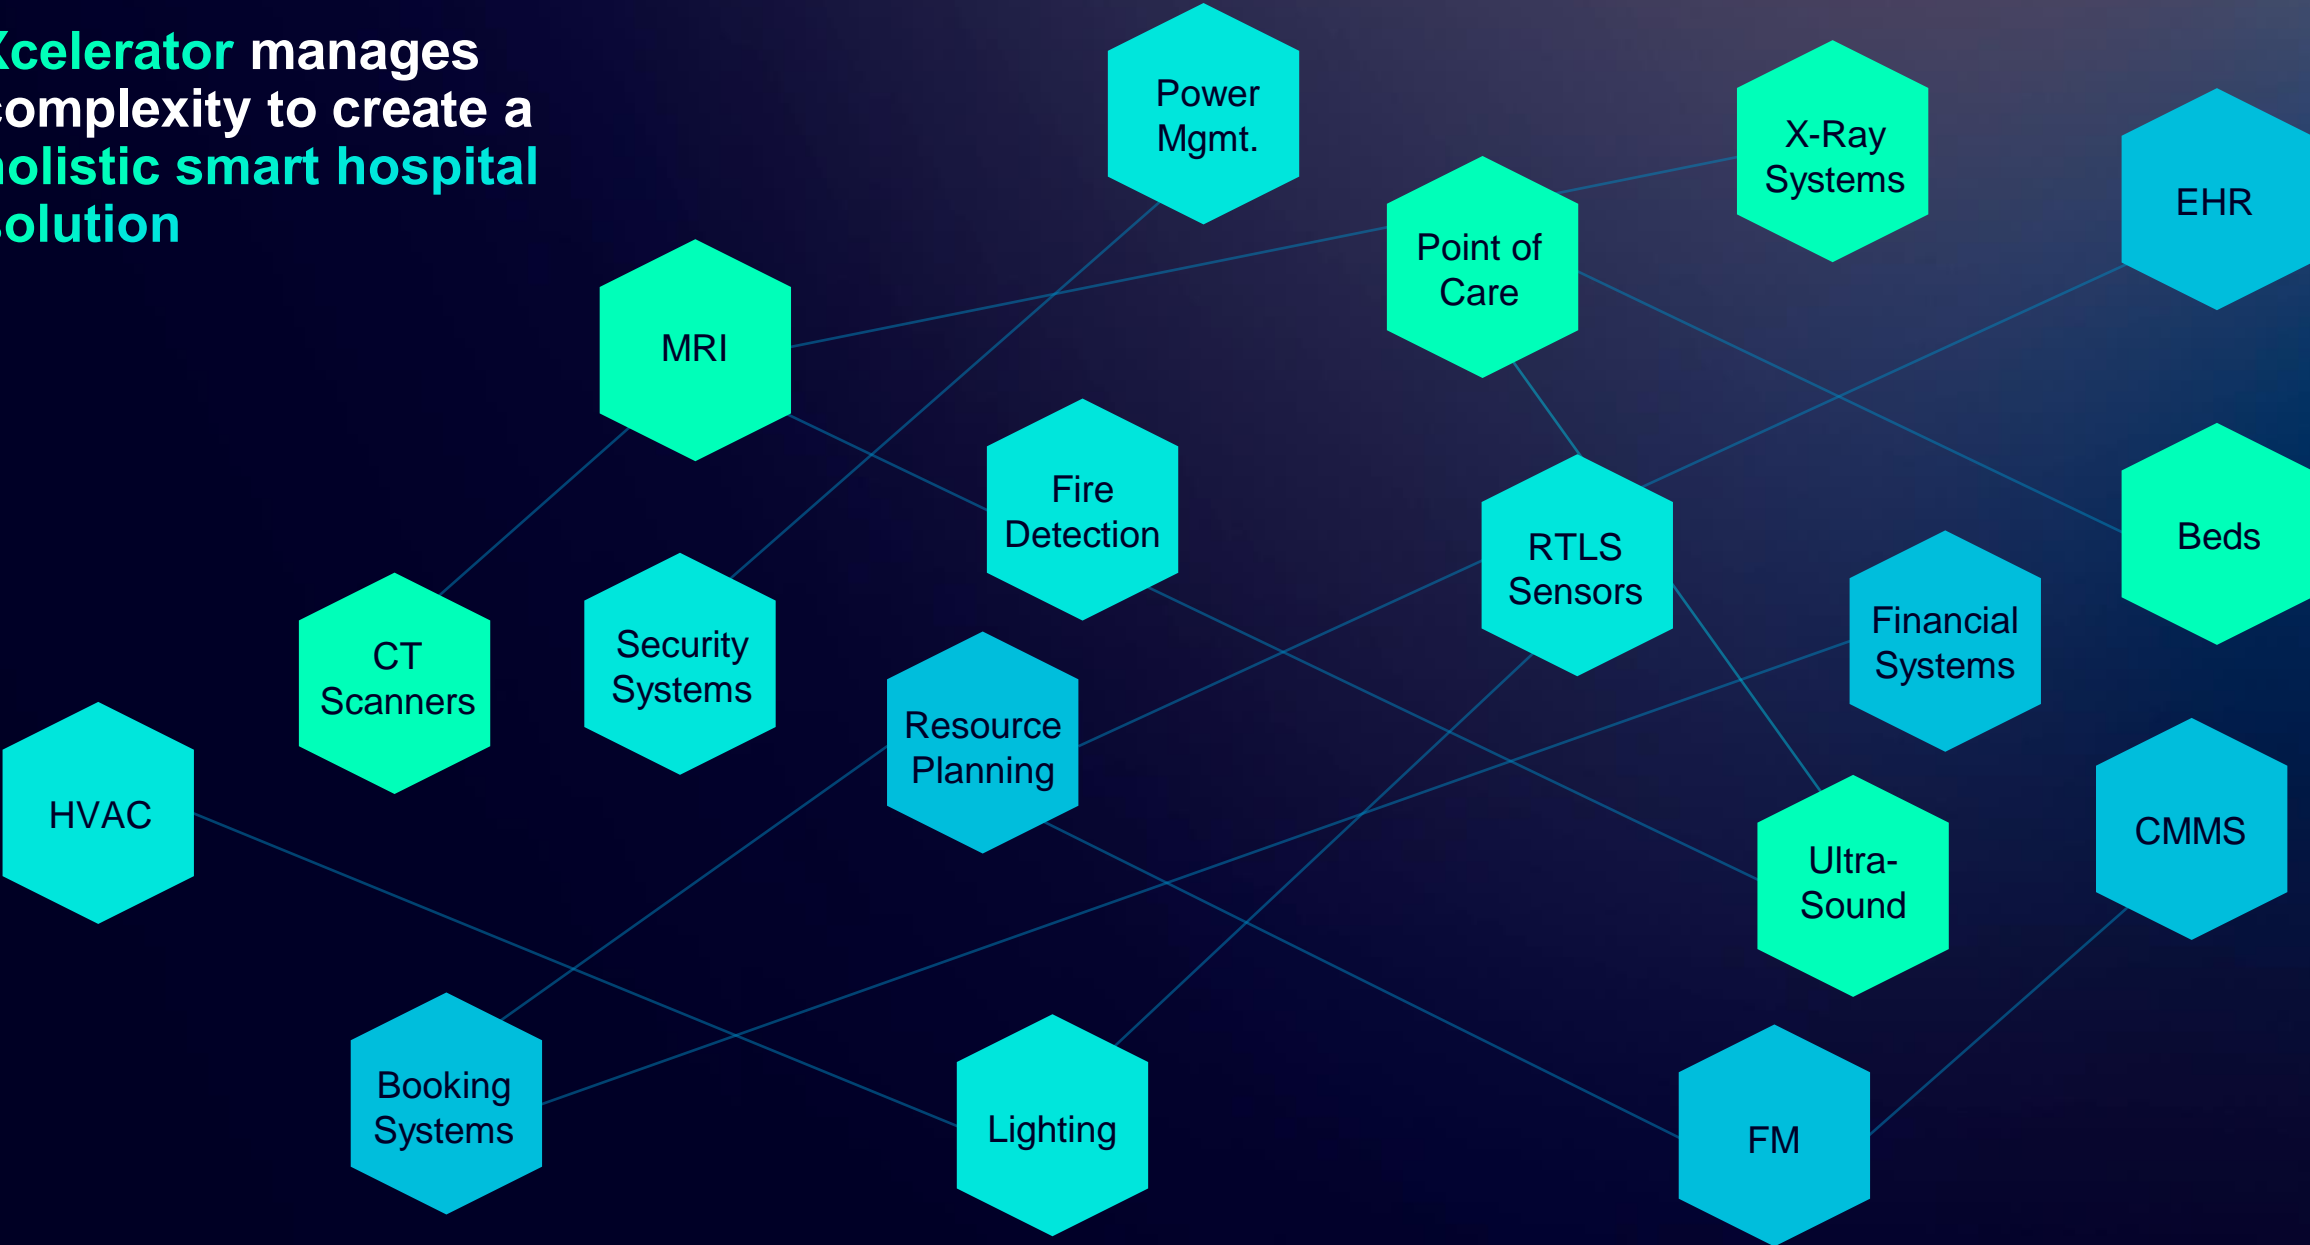 Xcelerator manages
complexity to create a
holistic smart hospital
solution
Power
Mgmt.
X-Ray
Systems
EHR
Point of
Care
MRI
Fire
Detection
RTLS
Sensors
Beds
Financial
Systems
CT
Scanners
Security
Systems
Resource
Planning
HVAC
CMMS
Ultra-
Sound
Booking
Systems
Lighting
FM